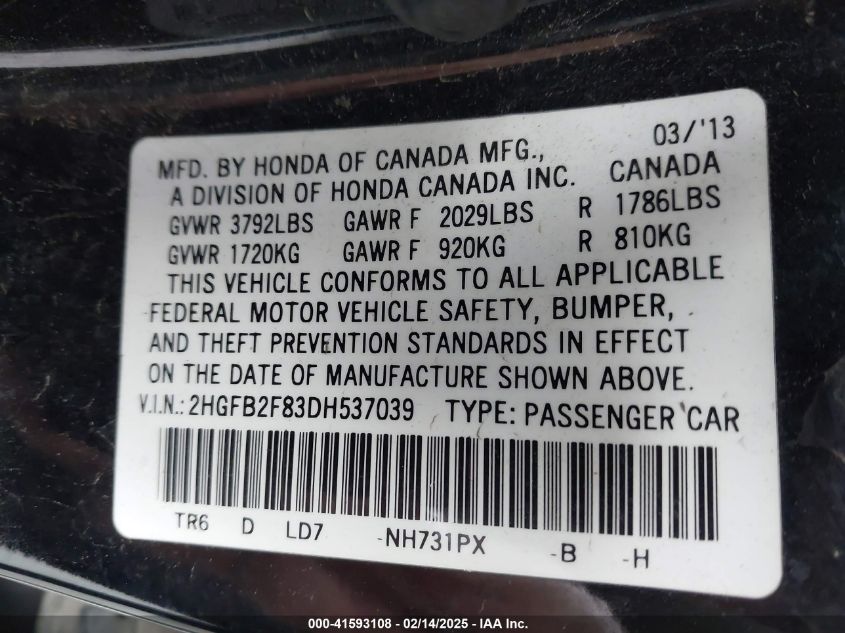 03/'13
MFD. BY HONDA OF CANADA MFG., CANADA
A DIVISION OF HONDA CANADA INC.
GVWR 3792LBS GAWR F 2029LBS R 1786LBS
GVWR 1720KG GAWR F 920KG R 810KG
THIS VEHICLE CONFORMS TO ALL APPLICABLE
FEDERAL MOTOR VEHICLE SAFETY, BUMPER,
AND THEFT PREVENTION STANDARDS IN EFFECT
ON THE DATE OF MANUFACTURE SHOWN ABOVE.
V.I.N.: 2HGFB2F83DH537039 TYPE: PASSENGER CAR
TR6 D LD7 -NH731PX -B -H
000-41593108 - 02/14/2025 - IAA Inc.